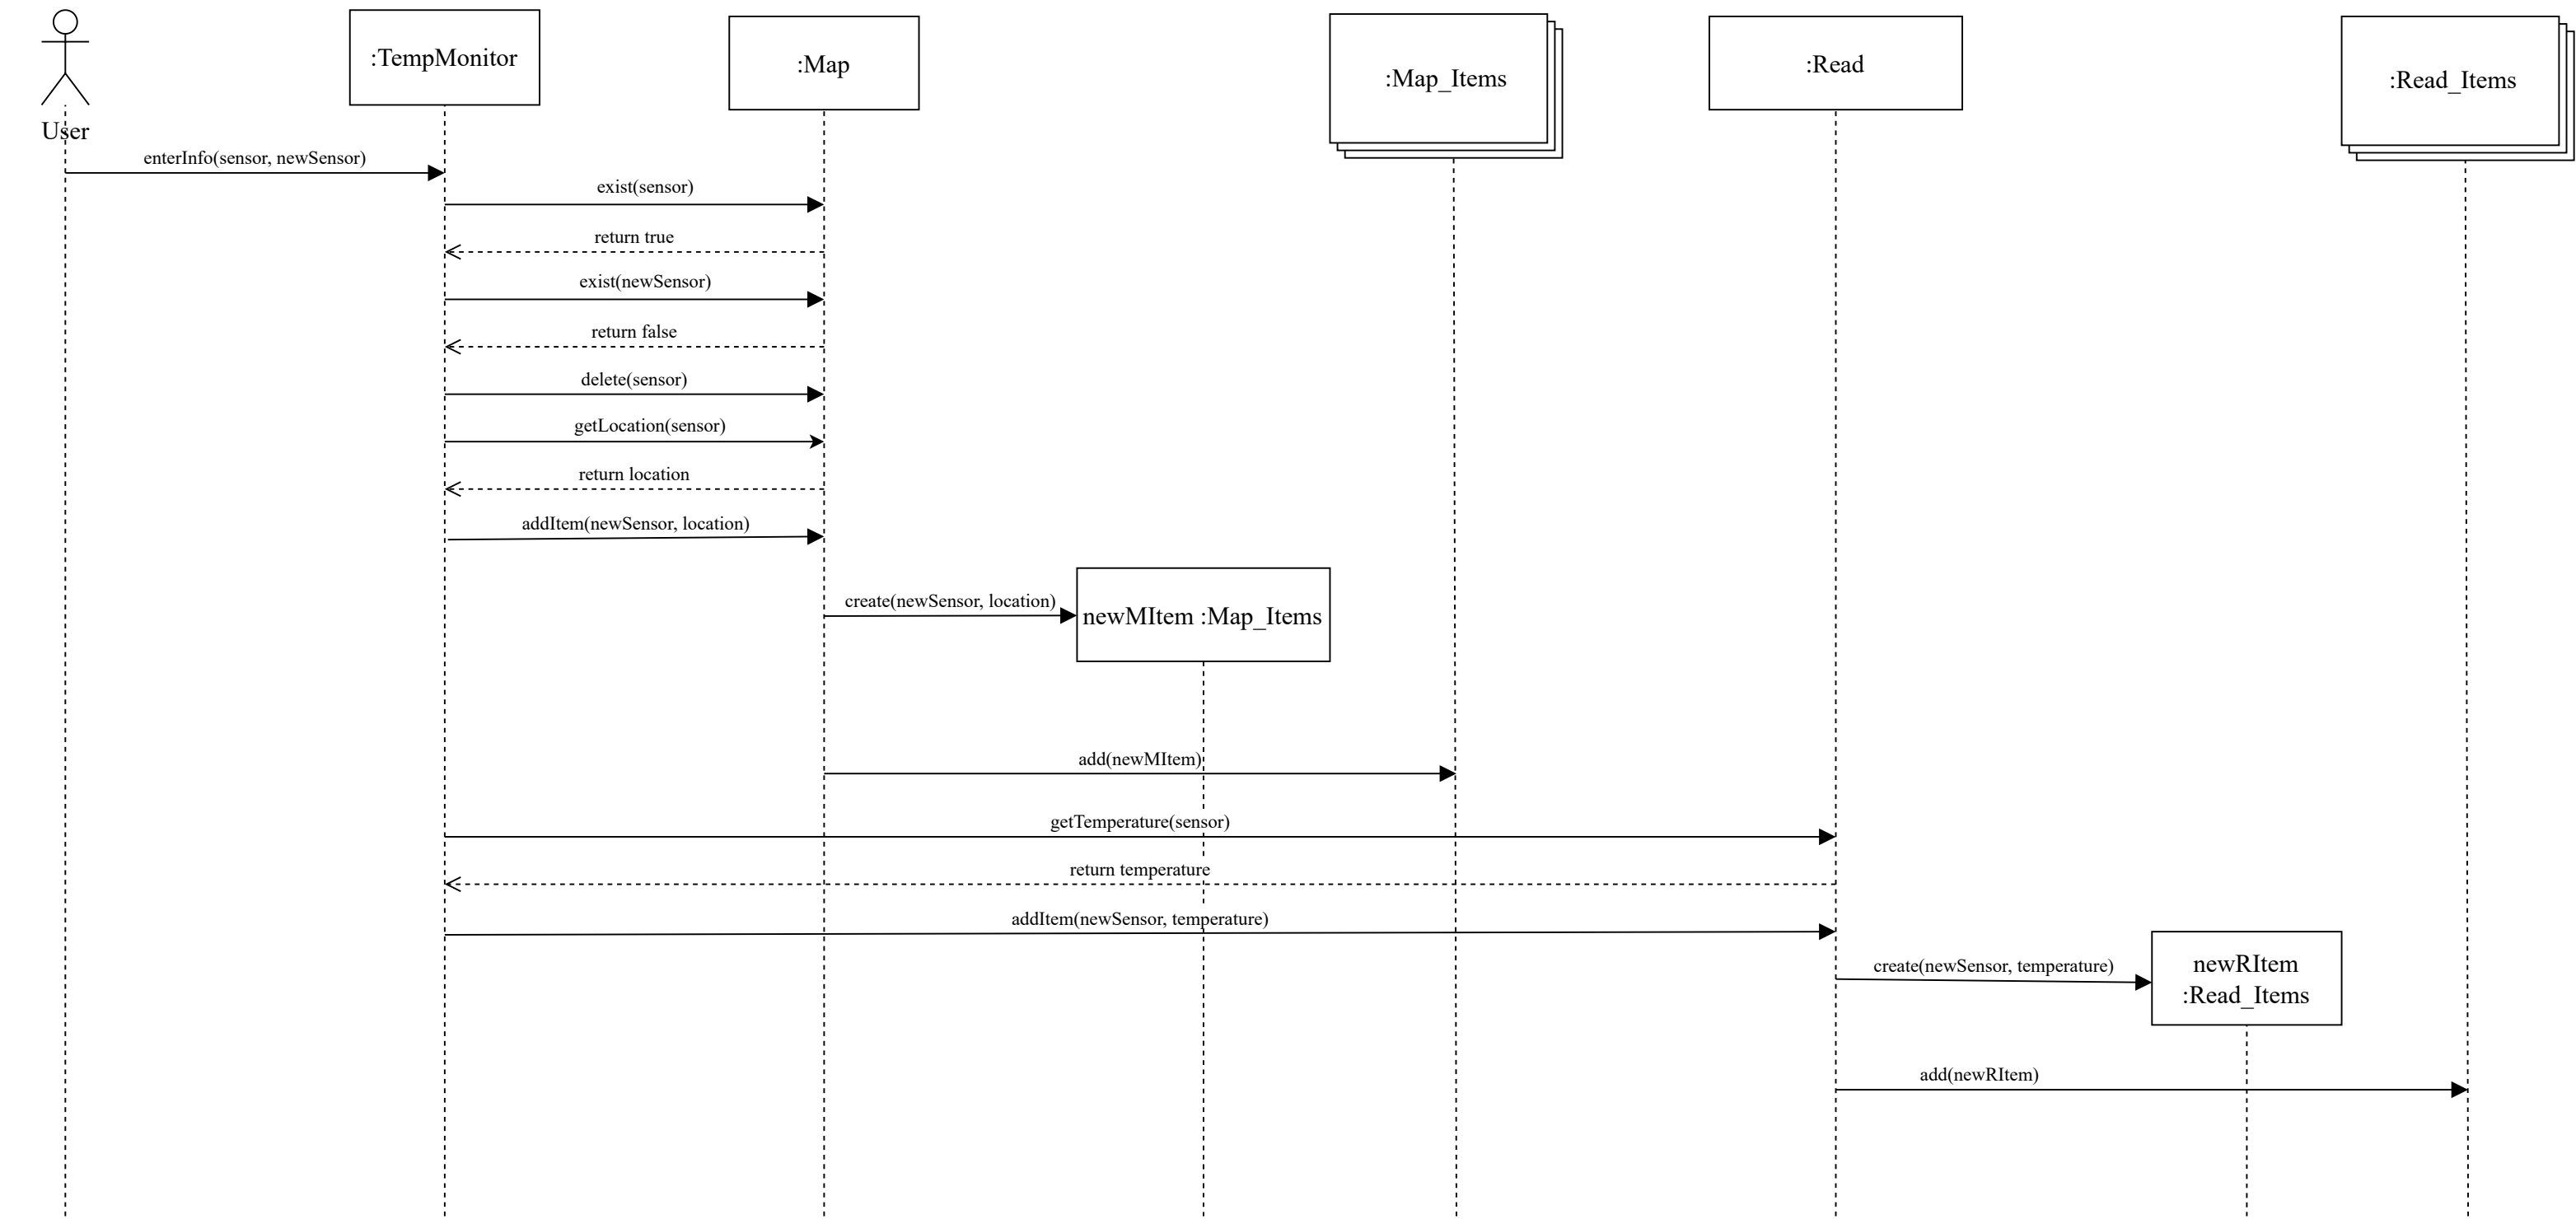 :TempMonitor
:Map
:Map_Items
:Read
:Read_Items
User
enterInfo(sensor, newSensor)
exist(sensor)
return true
exist(newSensor)
return false
delete(sensor)
getLocation(sensor)
return location
addItem(newSensor, location)
create(newSensor, location)
newMItem :Map_Items
add(newMItem)
getTemperature(sensor)
return temperature
addItem(newSensor, temperature)
create(newSensor, temperature)
newRItem
:Read_Items
add(newRItem)